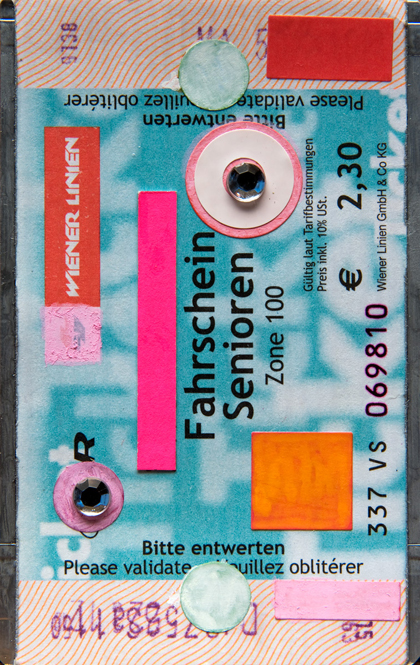 Bitte entwerten
Please validate
WIENER LINIEN
Fahrschein
Senioren
Zone 100
Gültig laut Tarifbestimmungen
Preis inkl. 10% USt.
€ 2,30
Wiener Linien GmbH & Co KG
337 VS 069810
R
Bitte entwerten
Please validate Veuillez oblitérer